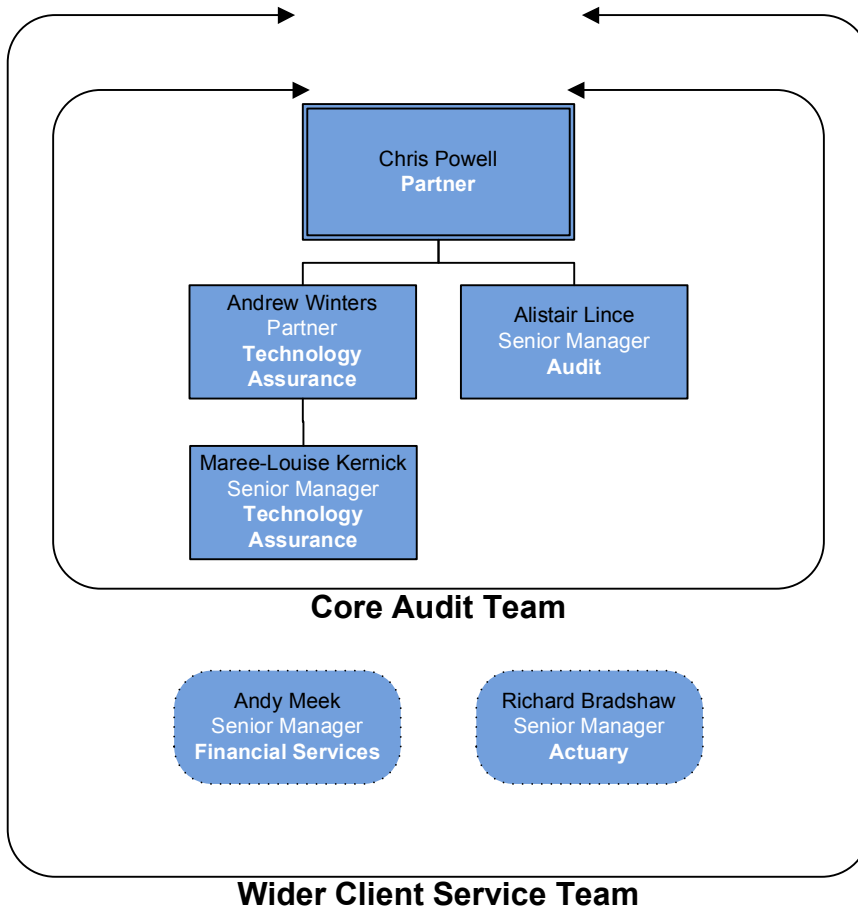 Chris Powell
Partner
Andrew Winters
Partner
Technology
Assurance
Alistair Lince
Senior Manager
Audit
Maree-Louise Kernick
Senior Manager
Technology
Assurance
Core Audit Team
Andy Meek
Senior Manager
Financial Services
Richard Bradshaw
Senior Manager
Actuary
Wider Client Service Team